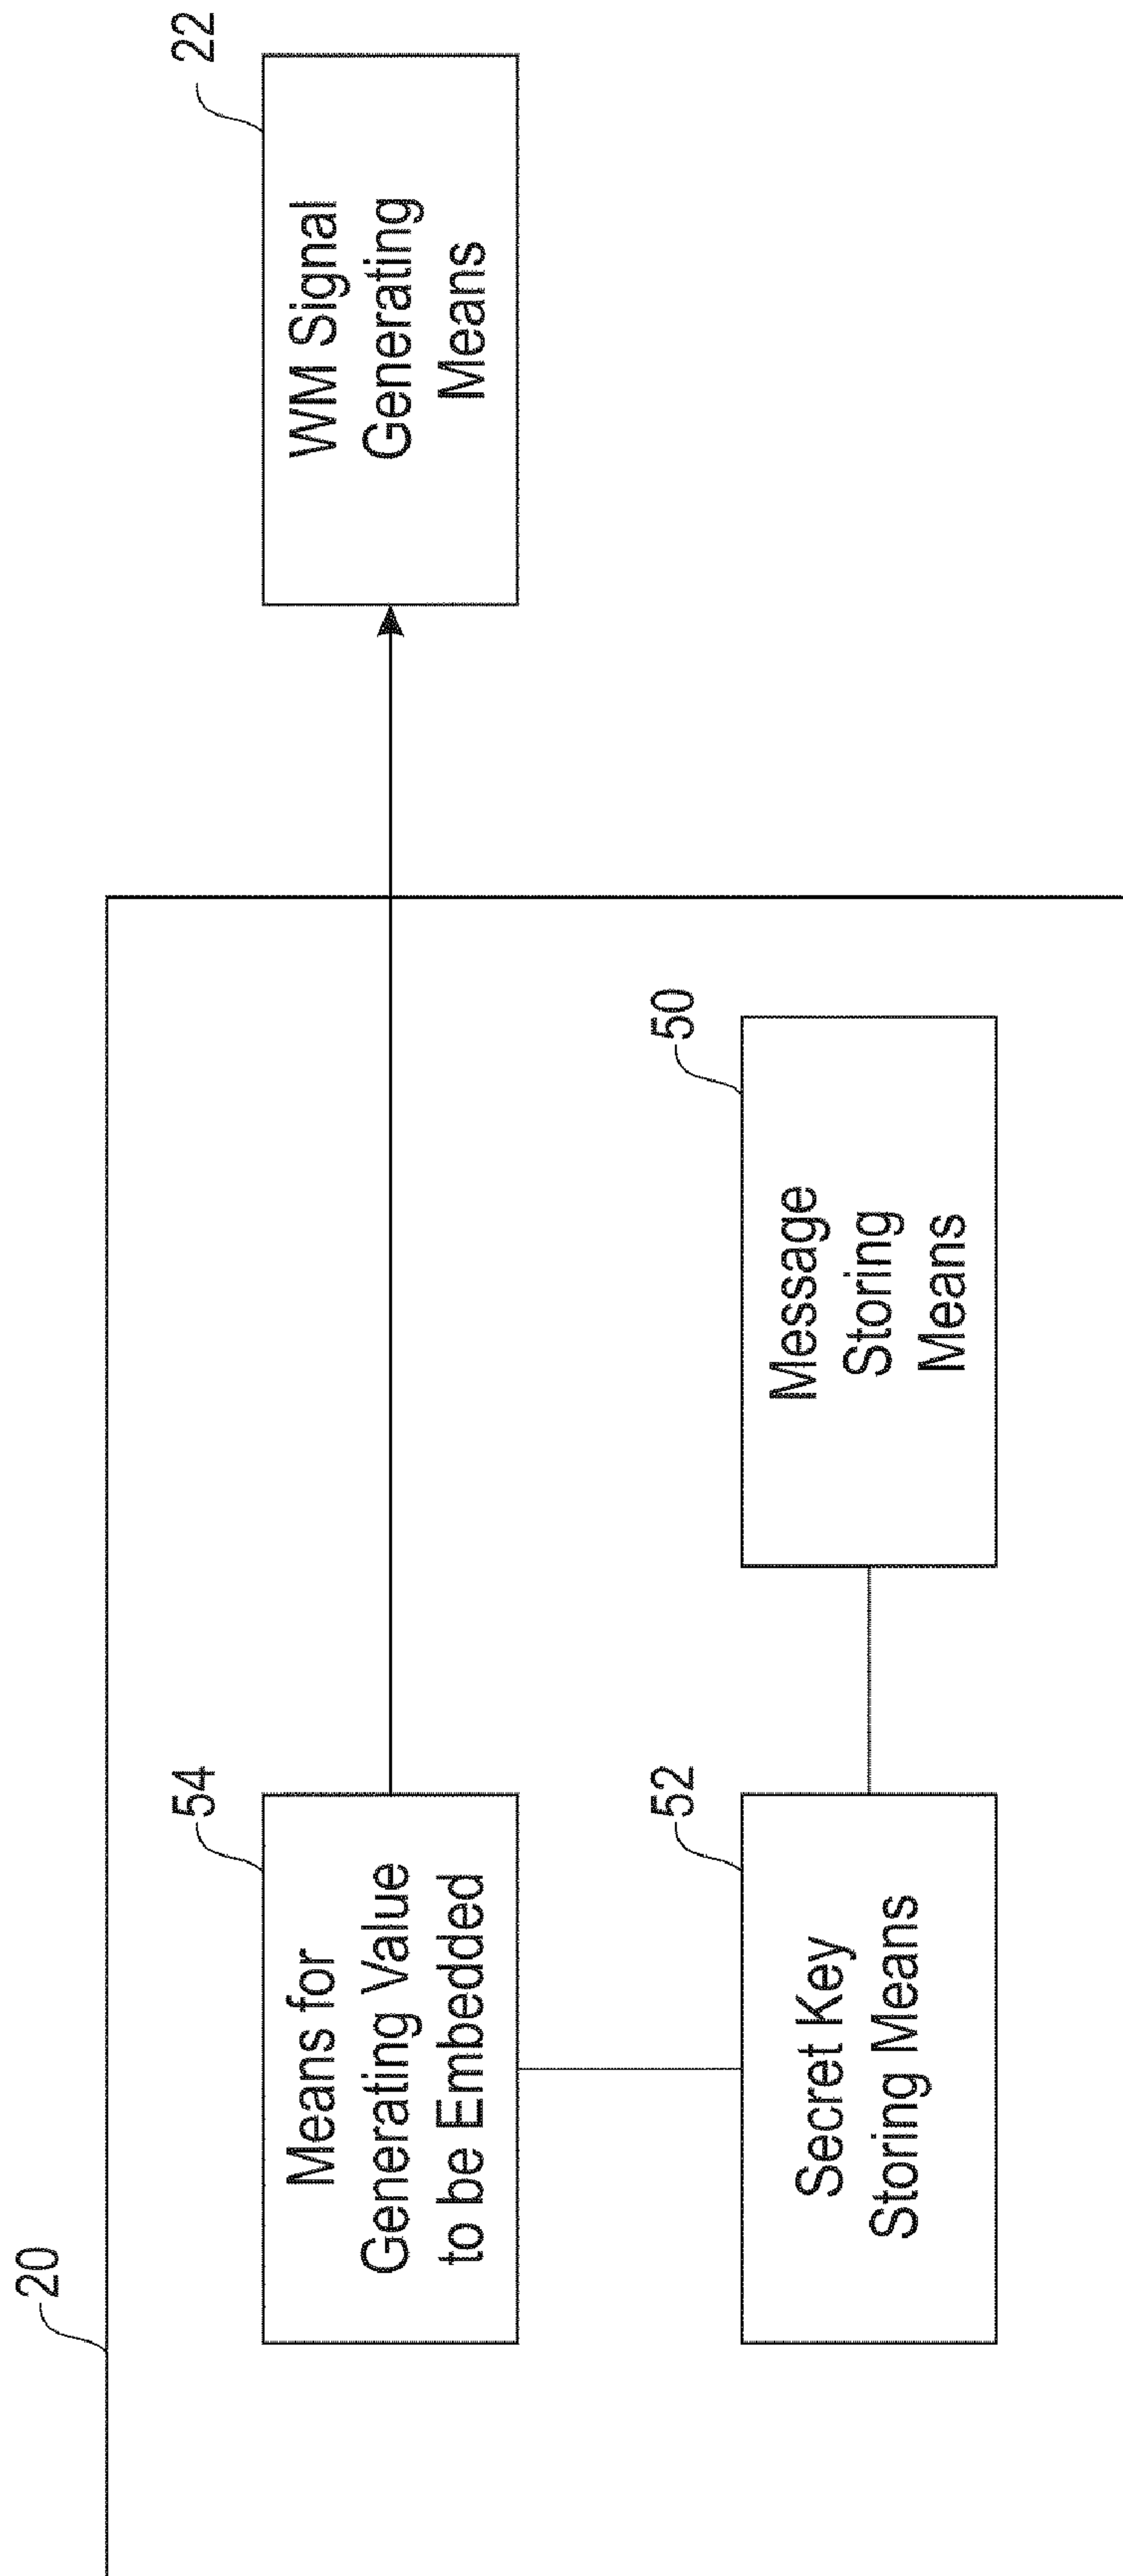 20
54
Means for
Generating Value
to be Embedded
22
WM Signal
Generating
Means
52
Secret Key
Storing Means
50
Message
Storing
Means